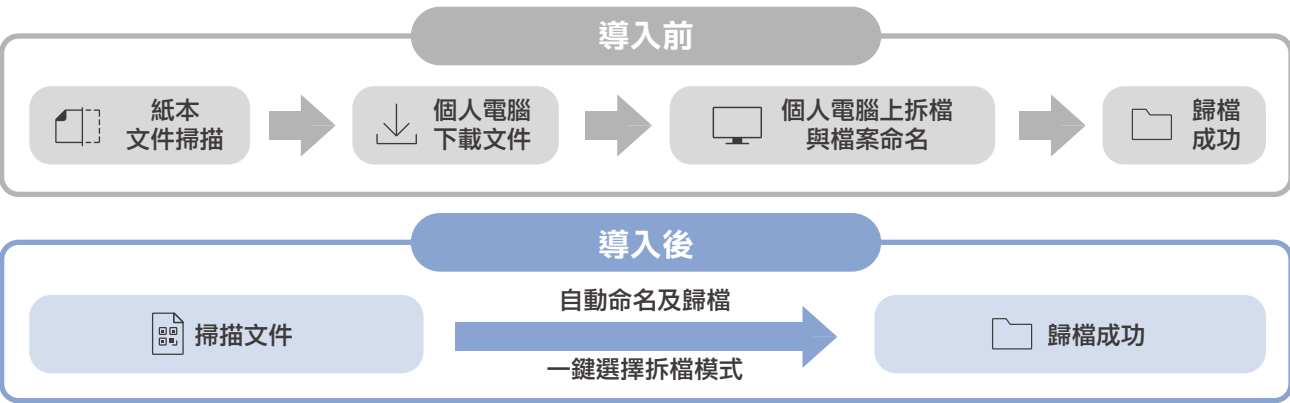 導入前
紙本
文件掃描
個人電腦
下載文件
個人電腦上拆檔
與檔案命名
歸檔
成功
導入後
掃描文件
自動命名及歸檔
一鍵選擇拆檔模式
歸檔成功